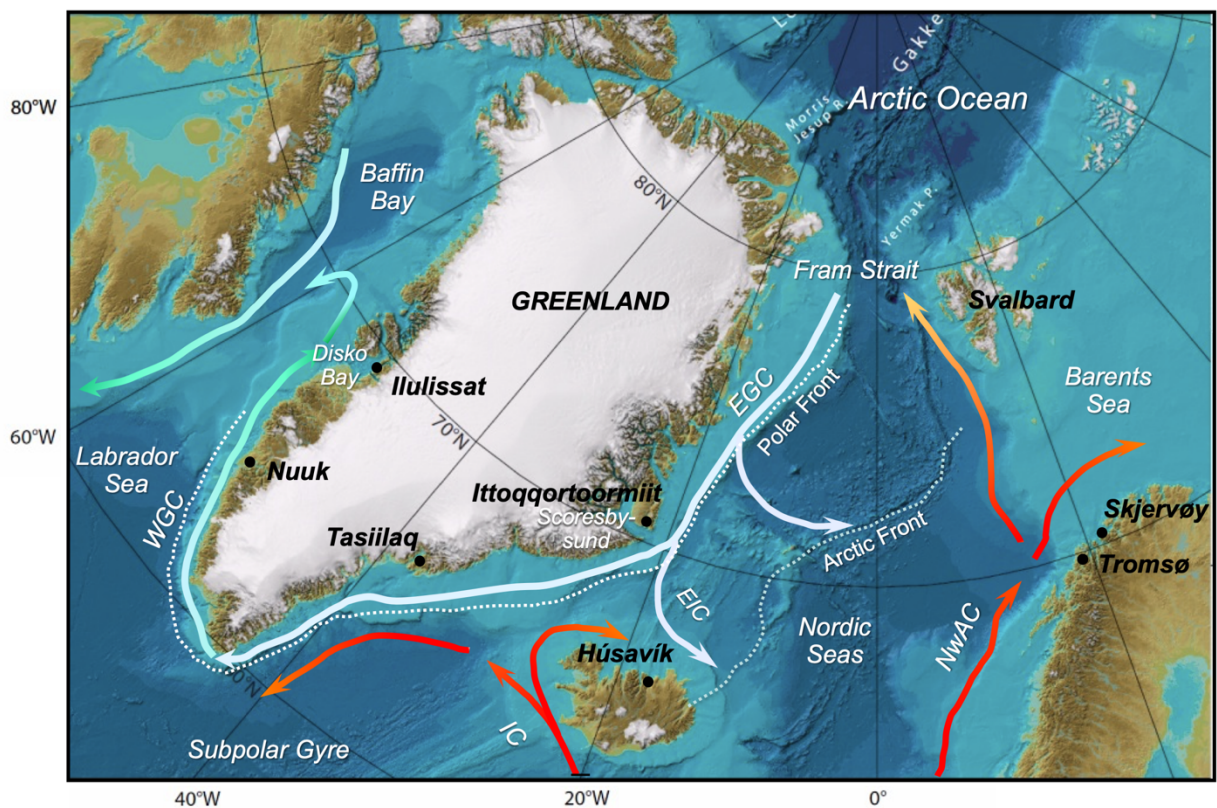 Gakke
Arctic Ocean
Morris
Jesup R.
80°W
Baffin
Bay
80°N
Yermak P.
Fram Strait
Svalbard
GREENLAND
Disko
Bay
Ilulissat
EGC
Polar Front
Barents
Sea
60°W
70°N
Labrador
Sea
Nuuk
WGC
Ittoqqortoormiit
Scoresby-
sund
Tasiilaq
Arctic Front
Skjervøy
Tromsø
EIC
Nordic
Seas
NwAC
Húsavík
IC
Subpolar Gyre
40°W
20°W
0°